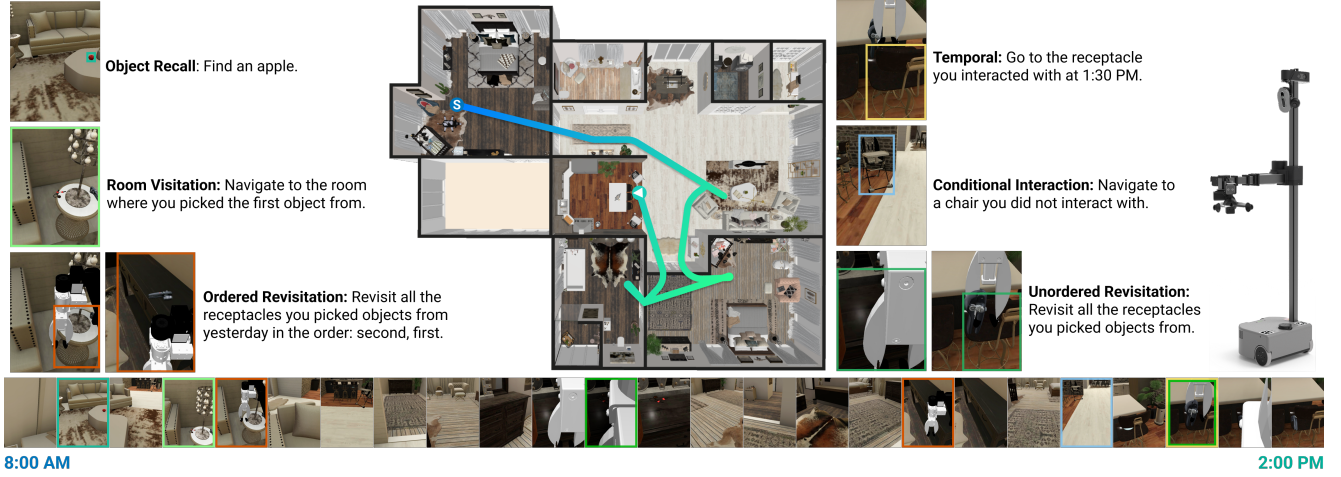 Object Recall: Find an apple.
Room Visitation: Navigate to the room
where you picked the first object from.
Ordered Revisitation: Revisit all the
receptacles you picked objects from
yesterday in the order: second, first.
S
Temporal: Go to the receptacle
you interacted with at 1:30 PM.
Conditional Interaction: Navigate to
a chair you did not interact with.
Unordered Revisitation:
Revisit all the receptacles
you picked objects from.
8:00 AM
2:00 PM